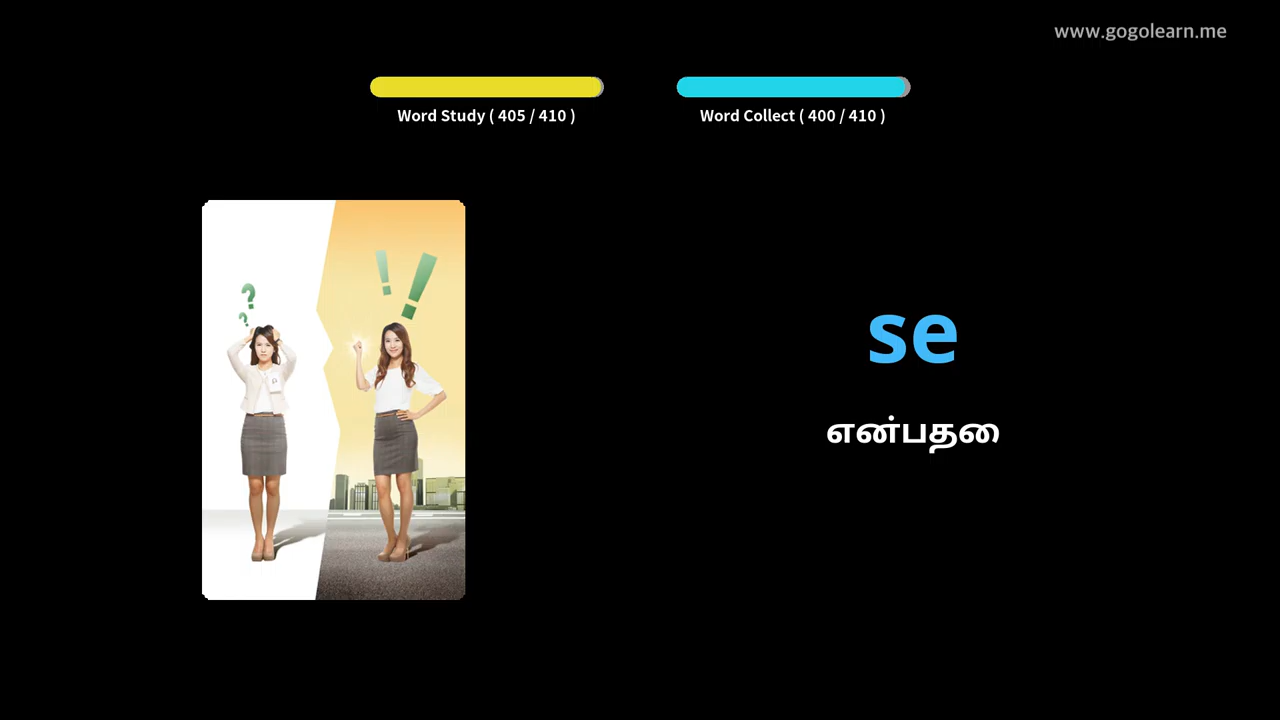 www.gogolearn.me
Word Study ( 405 / 410 )
Word Collect ( 400 / 410 )
? ?
! !
se
என்பதை